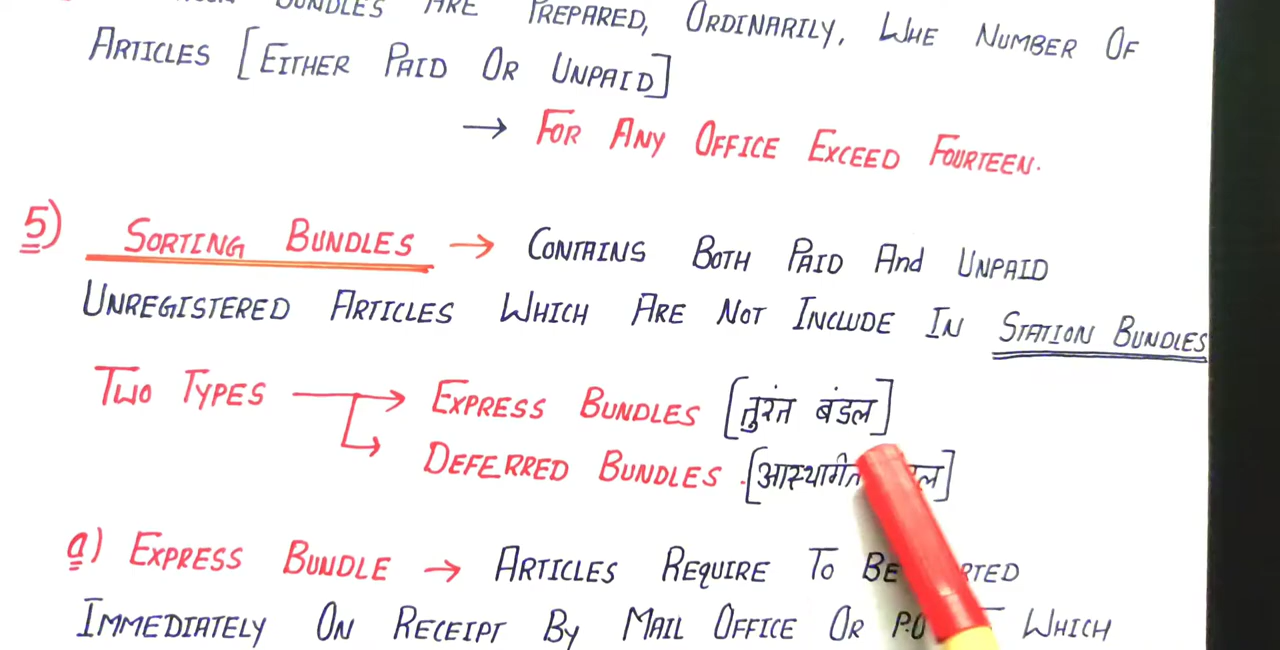 BUNDLES ARE PREPARED, ORDINARILY, WHE NUMBER OF
ARTICLES [EITHER PAID OR UNPAID]
→ FOR ANY OFFICE EXCEED FOURTEEN.
5) SORTING BUNDLES → CONTAINS BOTH PAID And UNPAID
UNREGISTERED ARTICLES WHICH ARE NOT INCLUDE IN STATION BUNDLES
TWO TYPES → EXPRESS BUNDLES [तुरंत बंडल]
→ DEFERRED BUNDLES. [आस्थागीत
a) EXPRESS BUNDLE → ARTICLES REQUIRE TO BE
IMMEDIATELY ON RECEIPT BY MAIL OFFICE OR WHICH